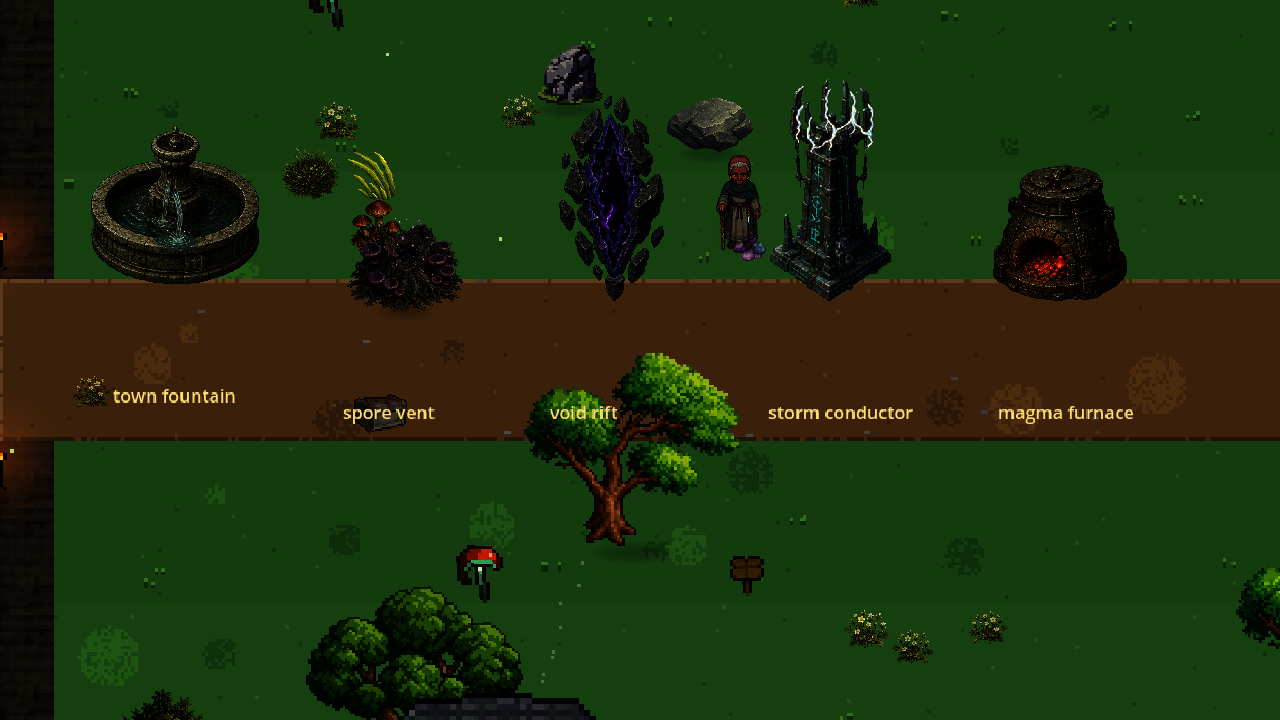 town fountain
spore vent
void rift
storm conductor
magma furnace